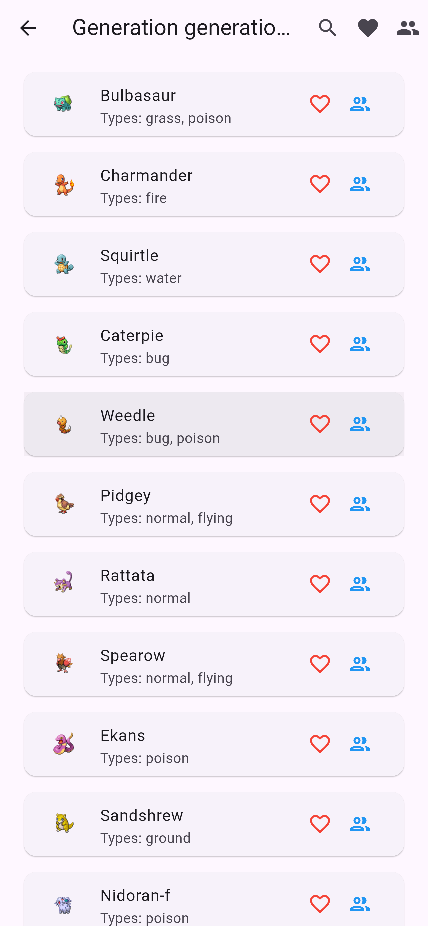 Generation generatio...
Bulbasaur
Types: grass, poison
Charmander
Types: fire
Squirtle
Types: water
Caterpie
Types: bug
Weedle
Types: bug, poison
Pidgey
Types: normal, flying
Rattata
Types: normal
Spearow
Types: normal, flying
Ekans
Types: poison
Sandshrew
Types: ground
Nidoran-f
Types: poison